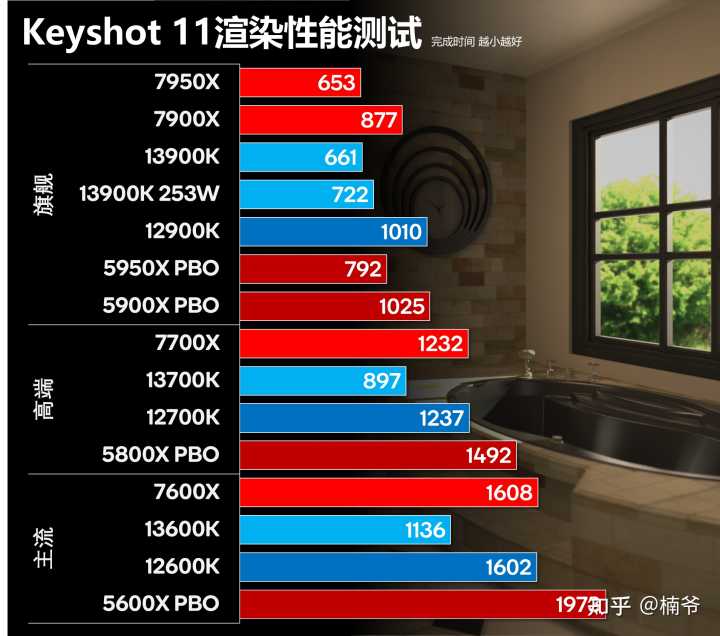 Keyshot 11渲染性能测试 完成时间 越小越好
旗舰
7950X 653
7900X 877
13900K 661
13900K 253W 722
12900K 1010
5950X PBO 792
5900X PBO 1025
高端
7700X 1232
13700K 897
12700K 1237
5800X PBO 1492
主流
7600X 1608
13600K 1136
12600K 1602
5600X PBO
知乎 @楠爷